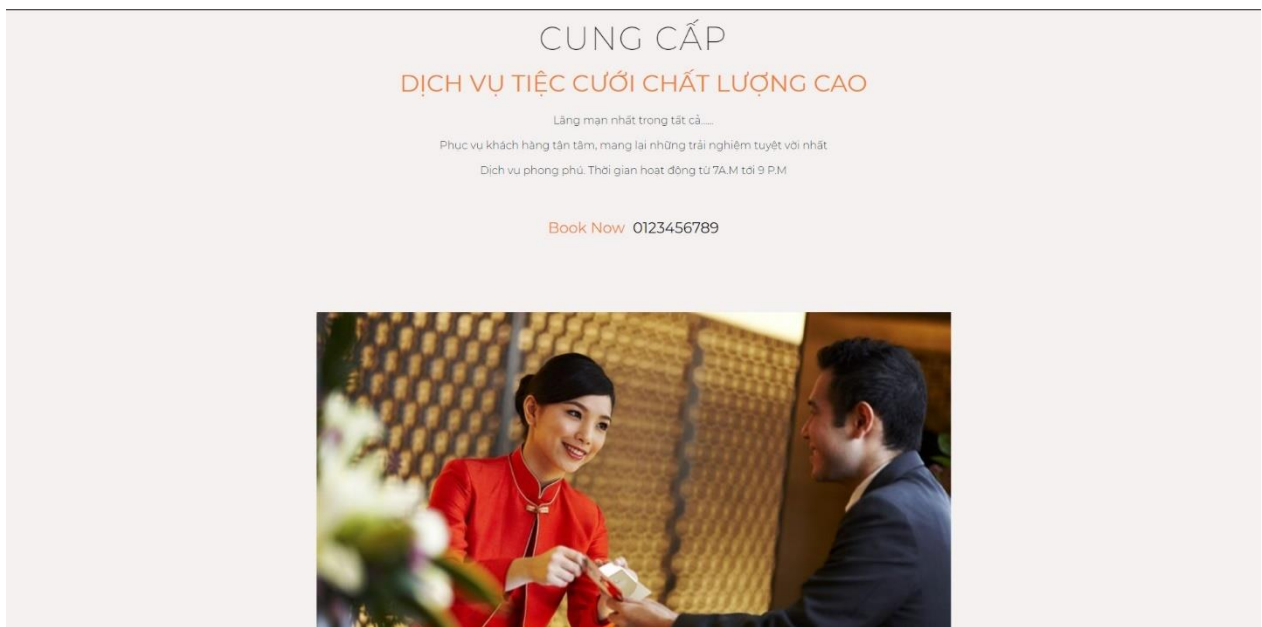 CUNG CẤP
DỊCH VỤ TIỆC CƯỚI CHẤT LƯỢNG CAO
Lãng mạn nhất trong tất cả.....
Phục vụ khách hàng tận tâm, mang lại những trải nghiệm tuyệt vời nhất
Dịch vụ phong phú. Thời gian hoạt động từ 7A.M tới 9 P.M
Book Now 0123456789